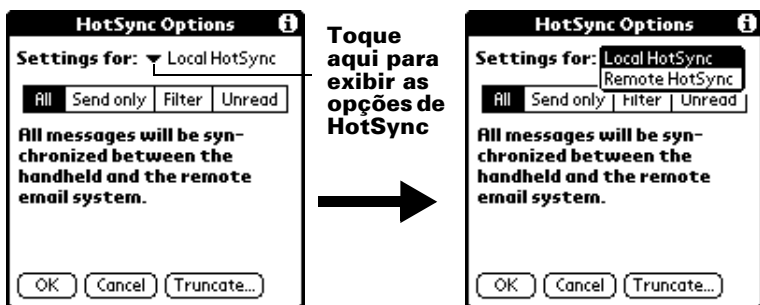 HotSync Options i
Settings for: Local HotSync
All Send only Filter Unread
All messages will be syn-
chronized between the
handheld and the remote
email system.
OK Cancel Truncate...
Toque
aqui para
exibir as
opções de
HotSync
HotSync Options i
Settings for: Local HotSync
Remote HotSync
All Send only Filter Unread
All messages will be syn-
chronized between the
handheld and the remote
email system.
OK Cancel Truncate...